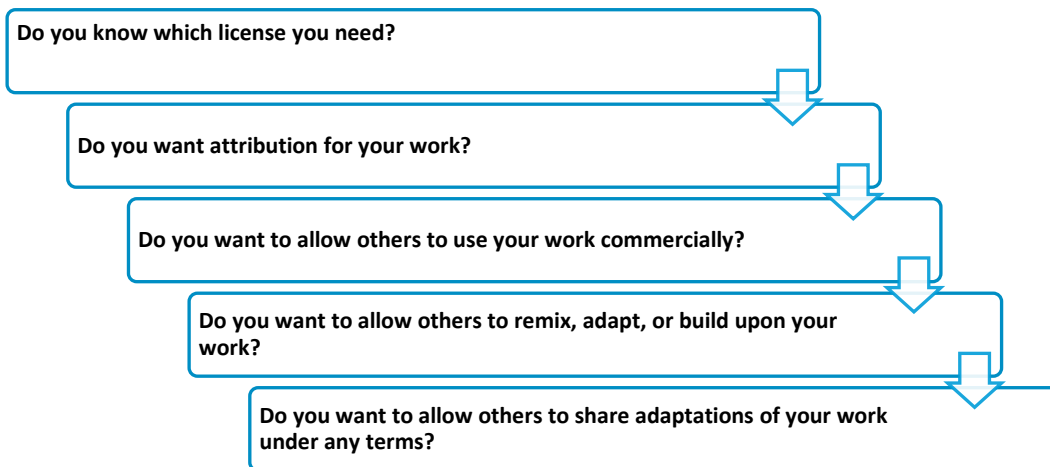 Do you know which license you need?
Do you want attribution for your work?
Do you want to allow others to use your work commercially?
Do you want to allow others to remix, adapt, or build upon your
work?
Do you want to allow others to share adaptations of your work
under any terms?